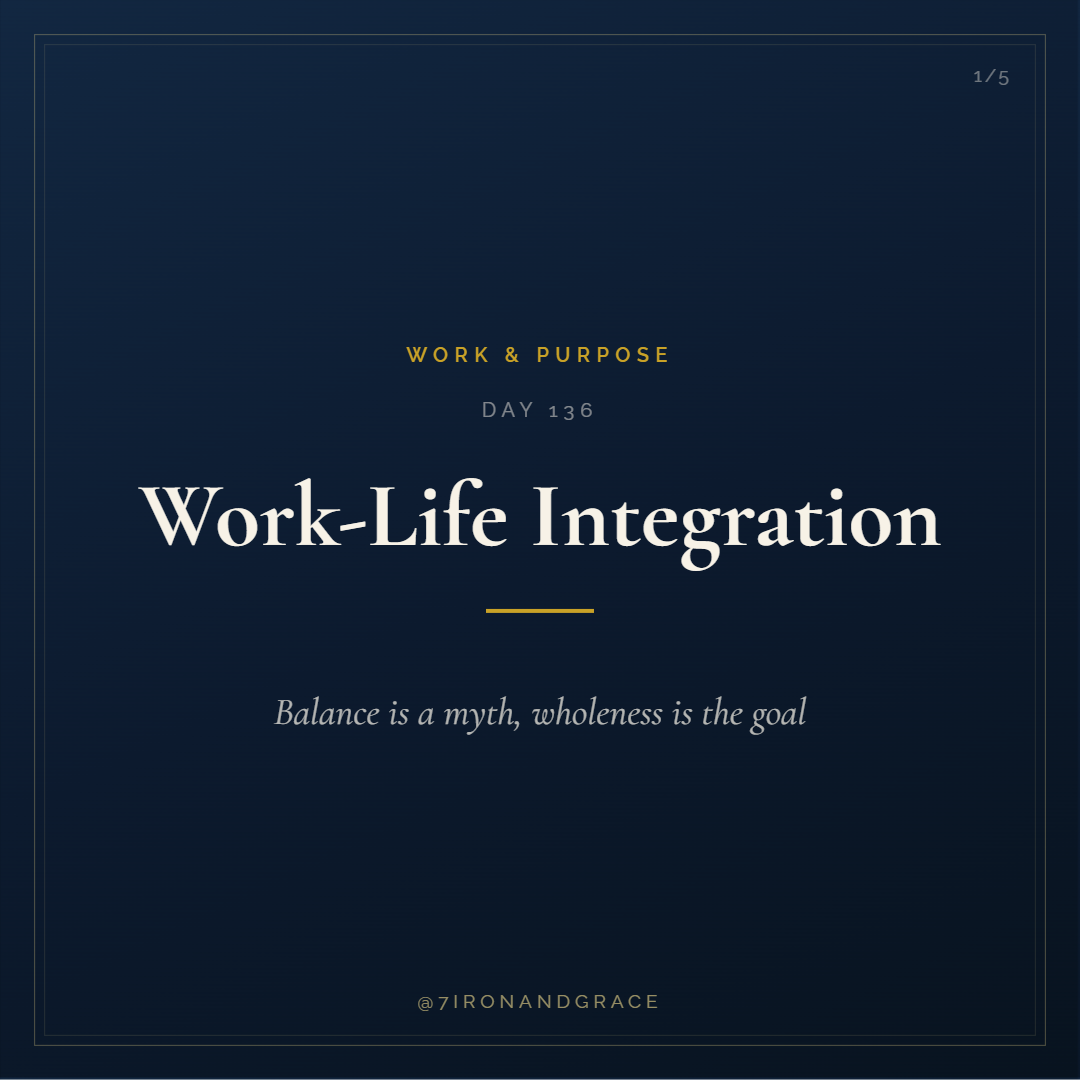 1/5
WORK & PURPOSE
DAY 136
Work-Life Integration
Balance is a myth, wholeness is the goal
@7IRONANDGRACE